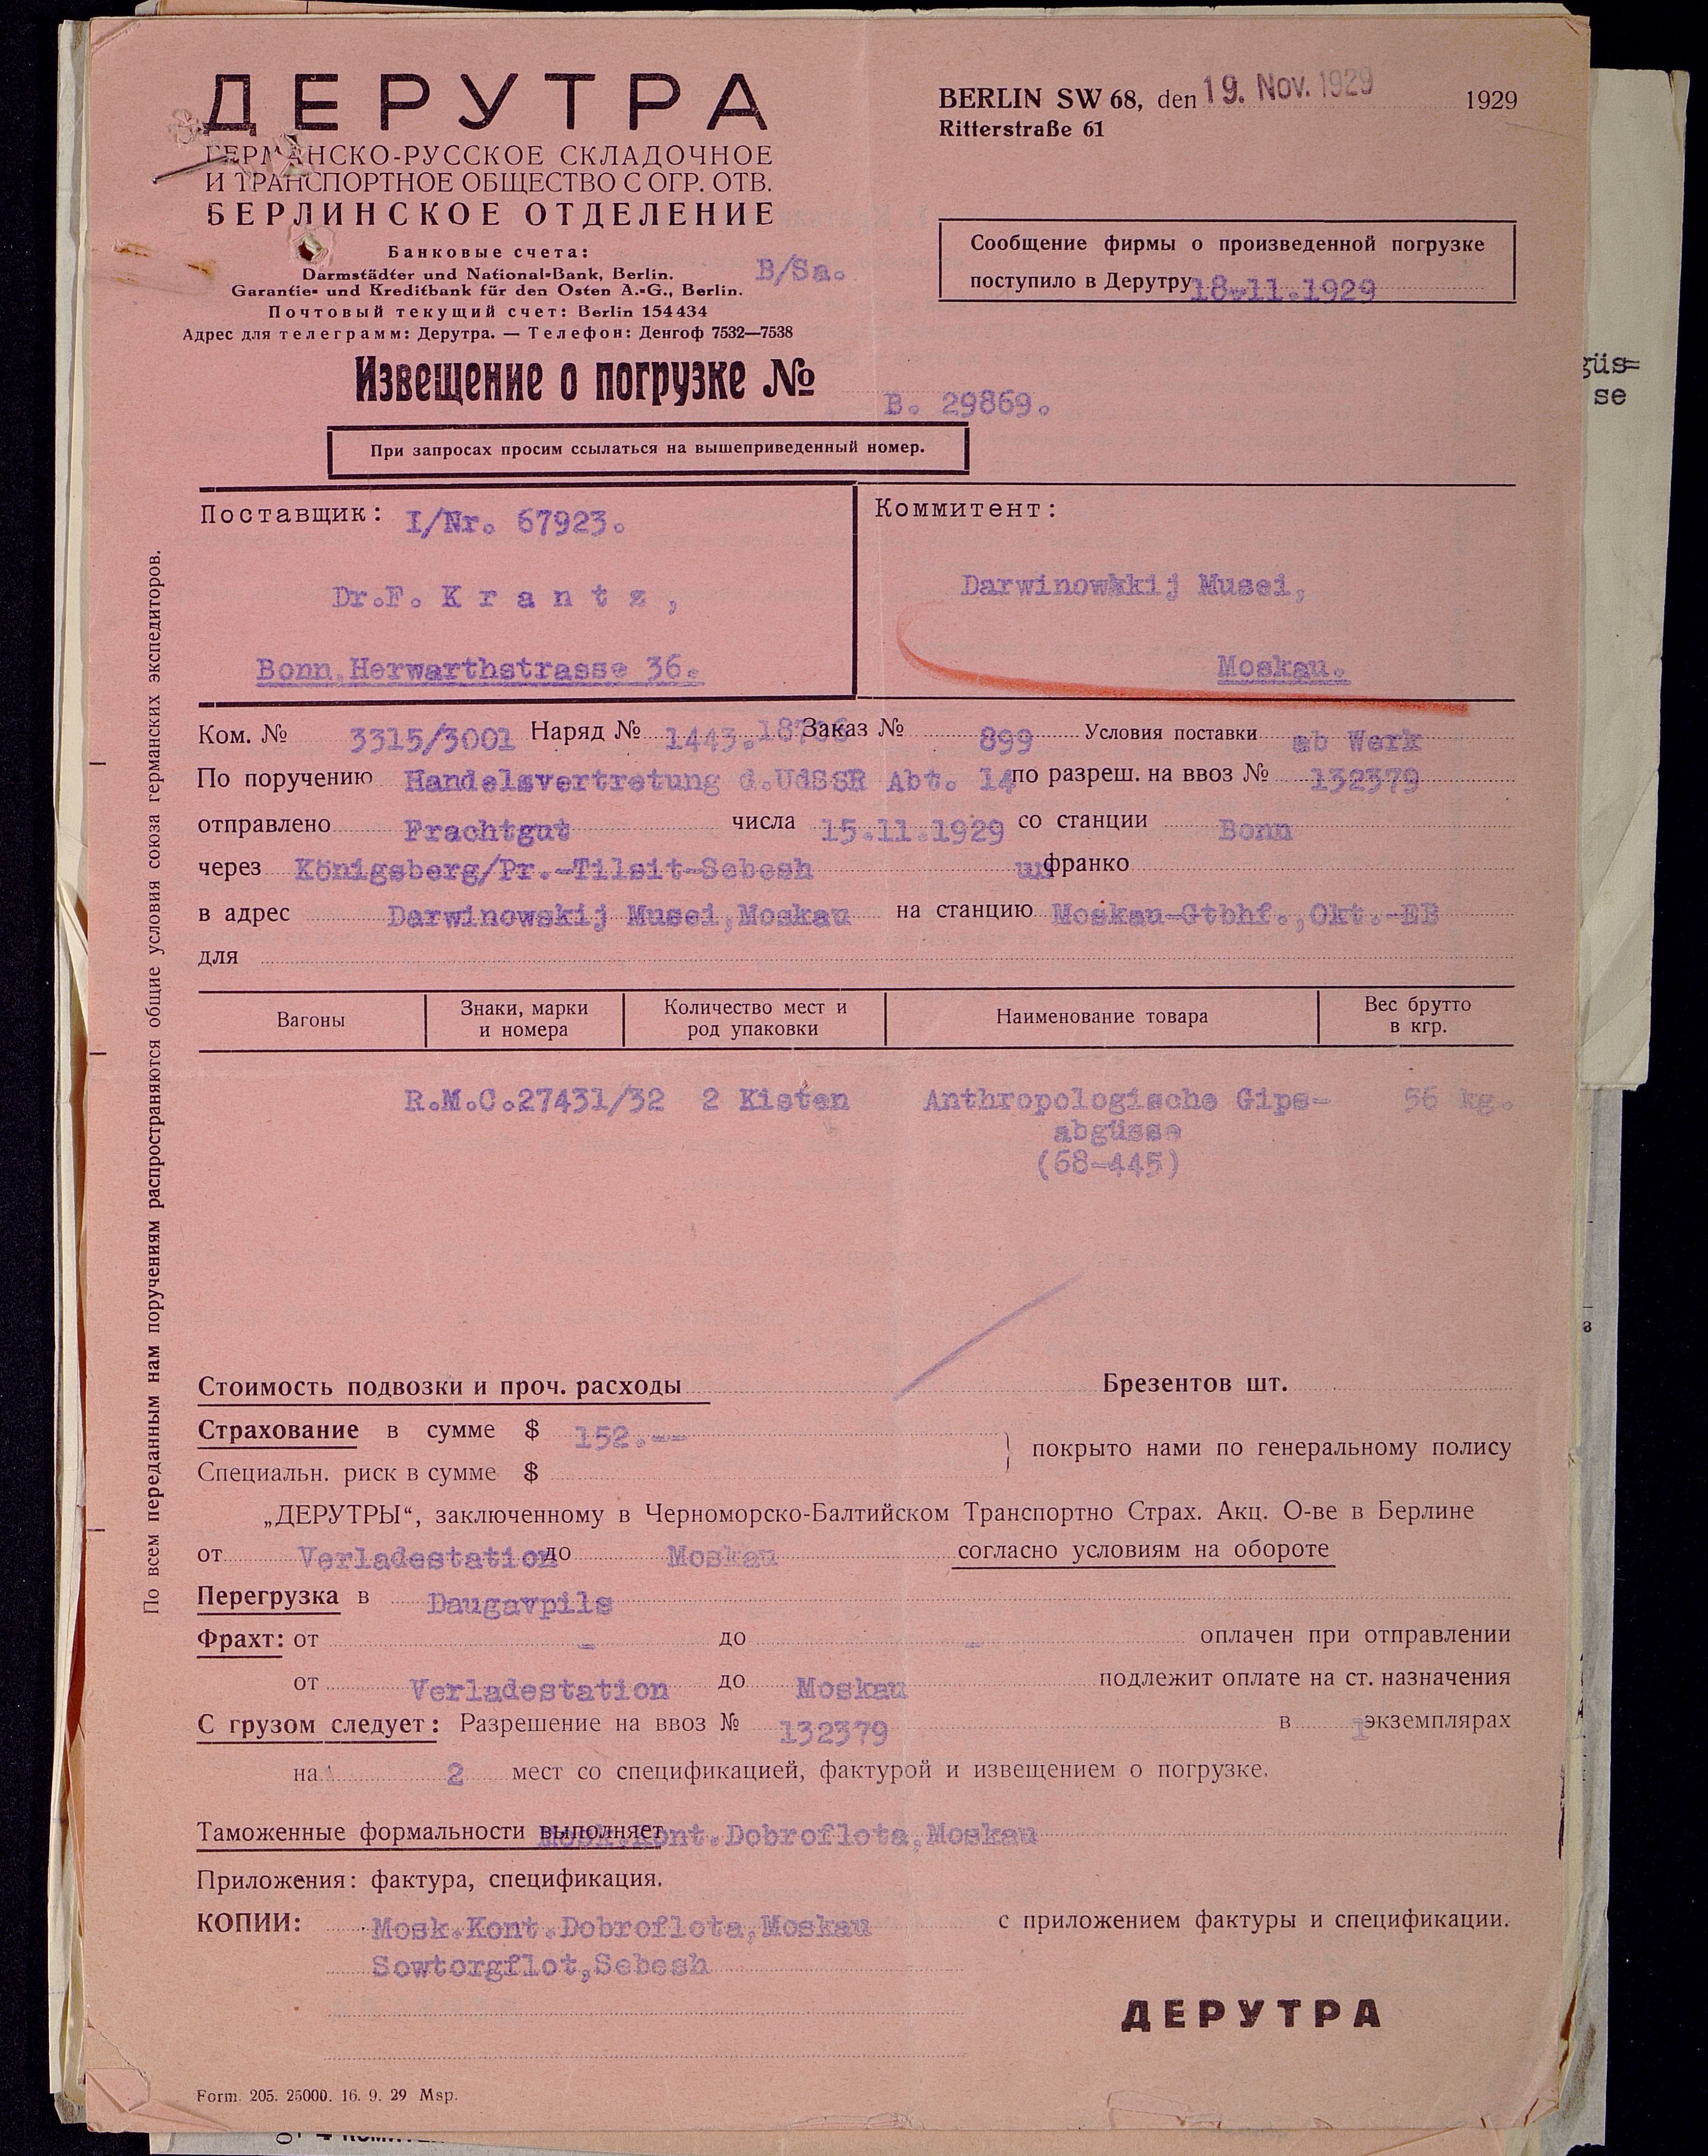 ДЕРУТРА
ГЕРМАНСКО-РУССКОЕ СКЛАДОЧНОЕ
И ТРАНСПОРТНОЕ ОБЩЕСТВО С ОГР. ОТВ.
БЕРЛИНСКОЕ ОТДЕЛЕНИЕ
Банковые счета:
Darmstädter und National-Bank, Berlin.
Garantie- und Kreditbank für den Osten A.-G., Berlin.
Почтовый текущий счет: Berlin 154434
Адрес для телеграмм: Дерутра. — Телефон: Денгоф 7532—7538
B/Sa.
BERLIN SW 68, den 19. Nov. 1929 1929
Ritterstraße 61
Сообщение фирмы о произведенной погрузке
поступило в Дерутру 18.11.1929
Извещение о погрузке № B. 29869.
При запросах просим ссылаться на вышеприведенный номер.
Поставщик: I/Nr. 67923.
Dr.F. Krantz,
Bonn,Herwarthstrasse 36.
Коммитент:
Darwinowskij Musei,
Moskau.
Ком. № 3315/3001 Наряд № 1443. Заказ № 899 Условия поставки ab Werk
По поручению Handelsvertretung d.UdSSR Abt. 14 по разреш. на ввоз № 132379
отправлено Frachtgut числа 15.11.1929 со станции Bonn
через Königsberg/Pr.-Tilsit-Sebesh un франко
в адрес Darwinowskij Musei,Moskau на станцию Moskau-Gtbhf.,Okt.-EB
для
Вагоны Знаки, марки и номера Количество мест и род упаковки Наименование товара Вес брутто в кгр.
R.M.C.27431/32 2 Kisten Anthropologische Gips- 56 kg.
abgüsse
(68-445)
Стоимость подвозки и проч. расходы Брезентов шт.
Страхование в сумме $ 152.--
покрыто нами по генеральному полису
Специальн. риск в сумме $
„ДЕРУТРЫ“, заключенному в Черноморско-Балтийском Транспортно Страх. Акц. О-ве в Берлине
от Verladestation до Moskau согласно условиям на обороте
Перегрузка в Daugavpils
Фрахт: от - до - оплачен при отправлении
от Verladestation до Moskau подлежит оплате на ст. назначения
С грузом следует: Разрешение на ввоз № 132379 в 1 экземплярах
на 2 мест со спецификацией, фактурой и извещением о погрузке.
Таможенные формальности выполняет Mosk.Kont.Dobroflota,Moskau
Приложения: фактура, спецификация.
КОПИИ: Mosk.Kont.Dobroflota,Moskau с приложением фактуры и спецификации.
Sowtorgflot,Sebesh
ДЕРУТРА
Form. 205. 25000. 16. 9. 29 Msp.
По всем переданным нам поручениям распространяются общие условия союза германских экспедиторов.
güs=
se